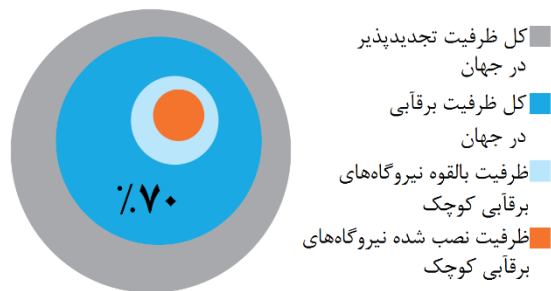 کل ظرفیت تجدیدپذیر
در جهان
کل ظرفیت برقآبی
در جهان
ظرفیت بالقوه نیروگاه‌های
برقآبی کوچک
ظرفیت نصب شده نیروگاه‌های
برقآبی کوچک
٪۷۰